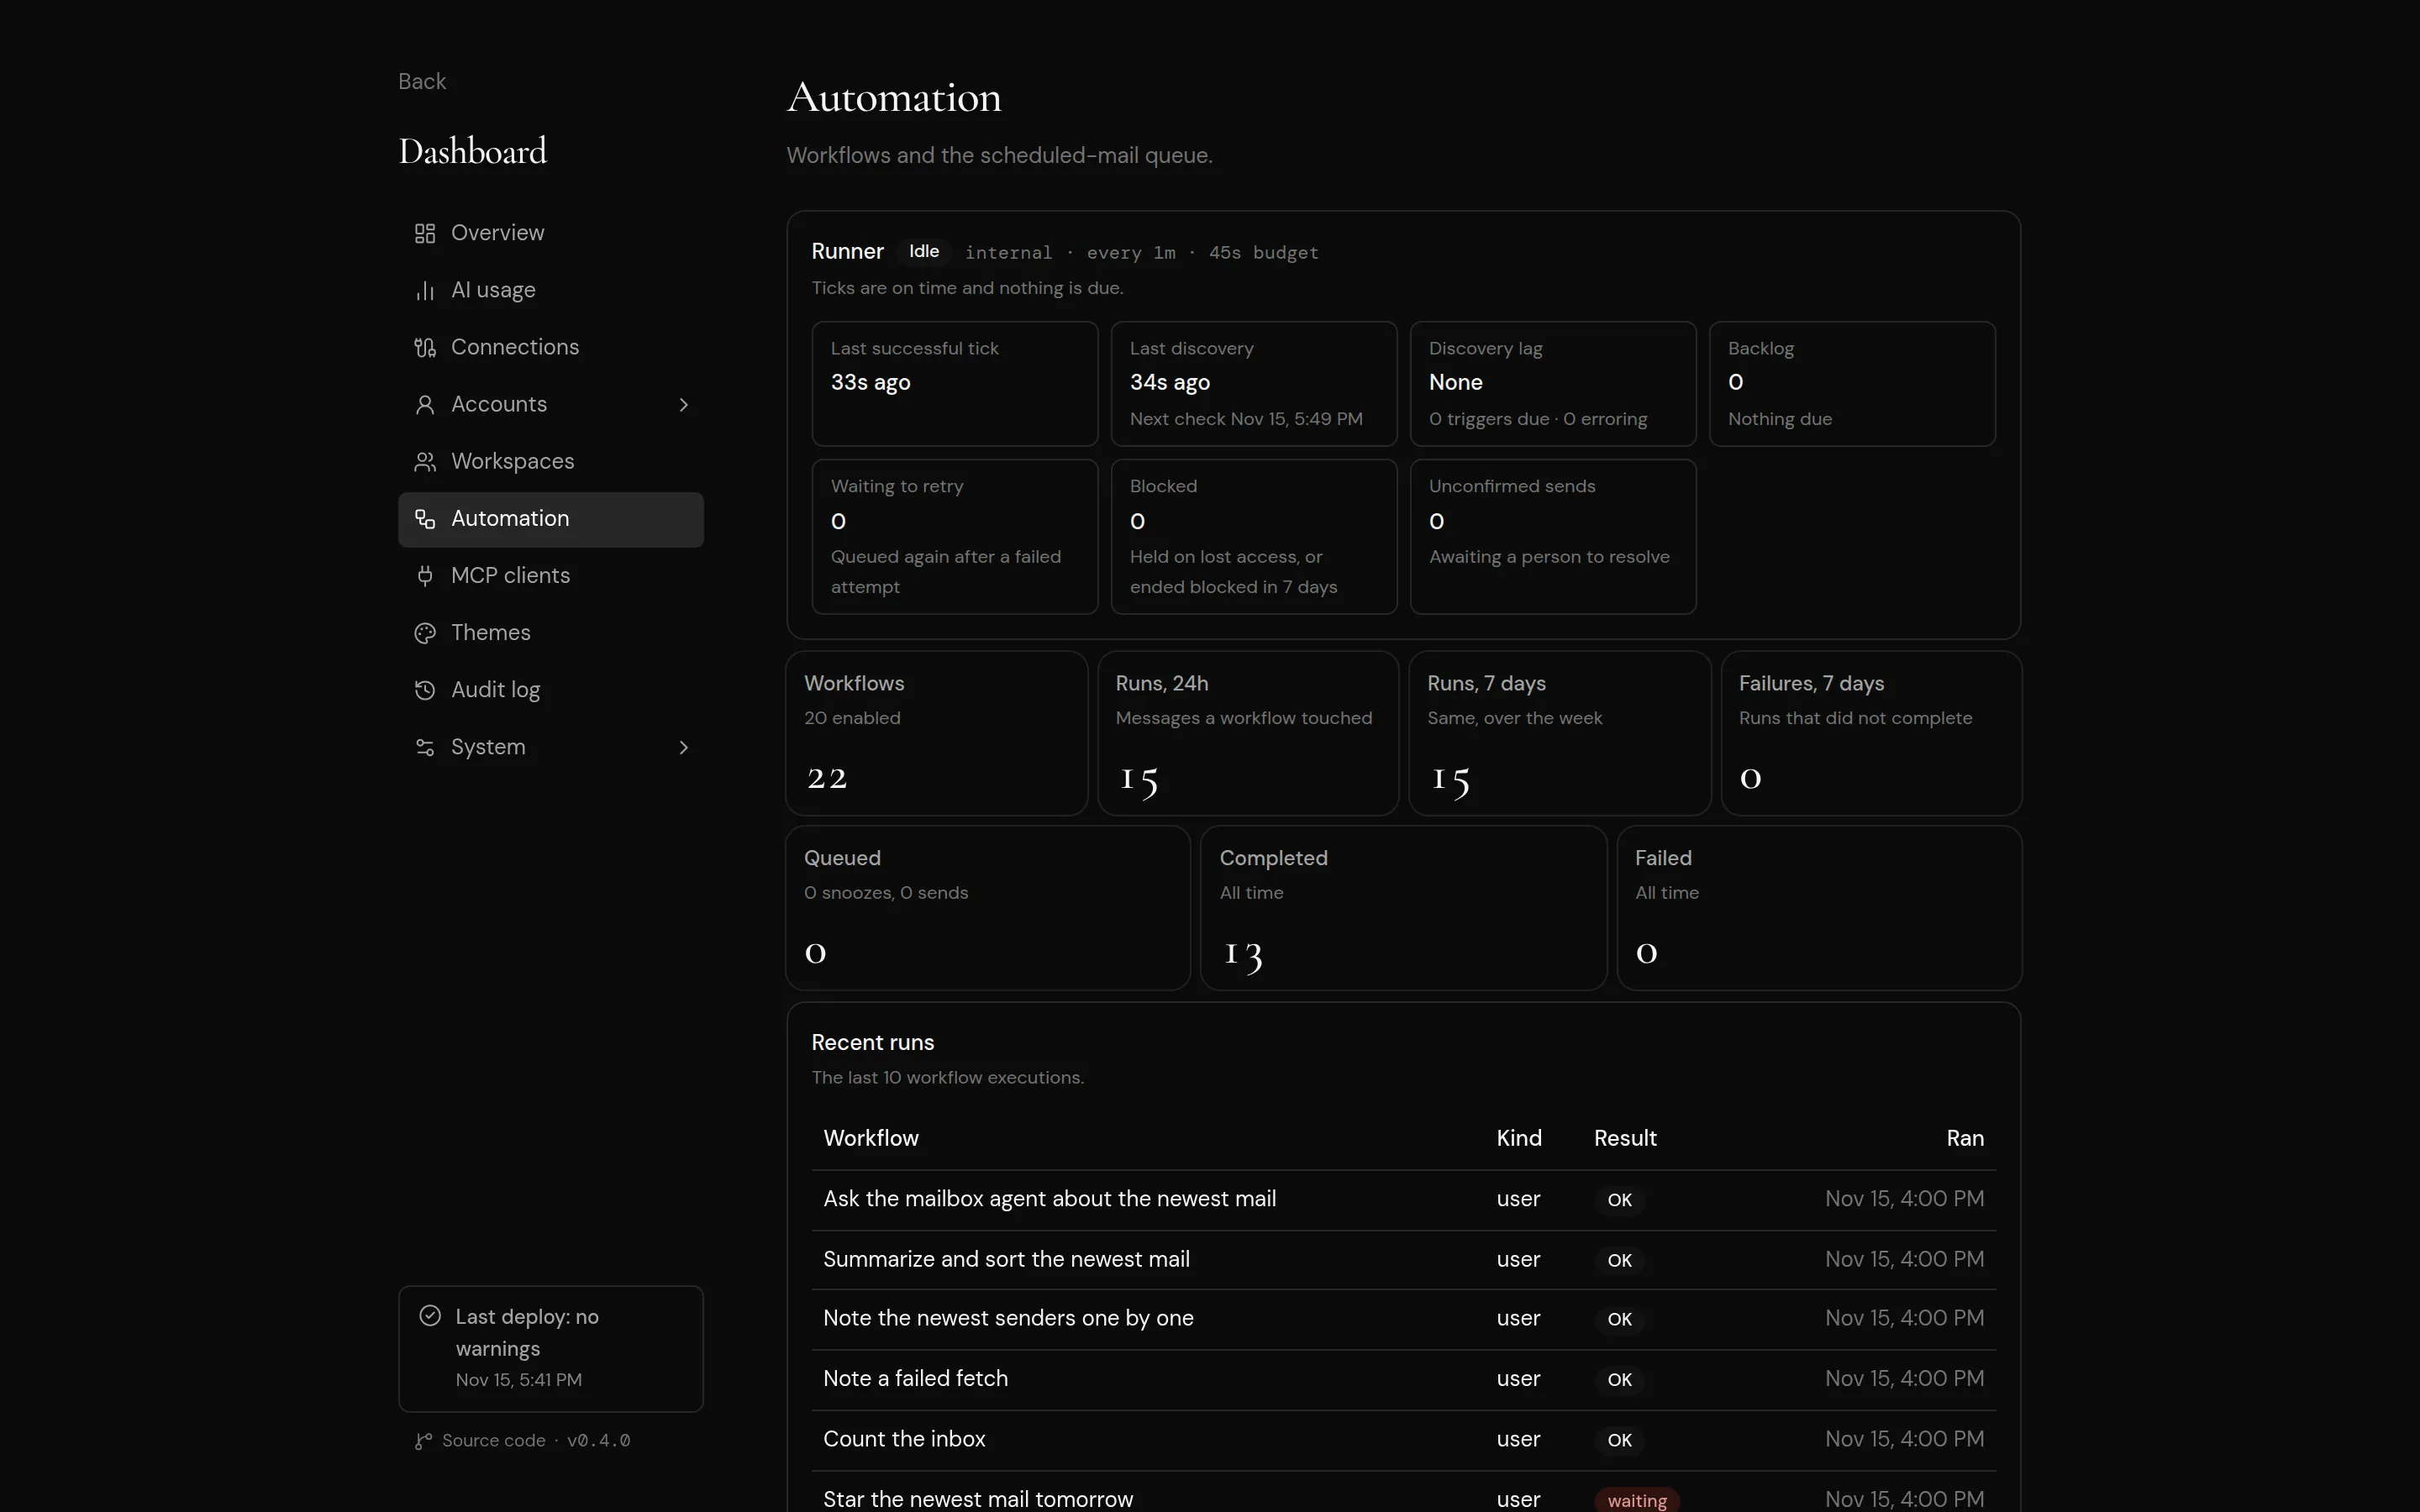 Back
Dashboard
Overview
AI usage
Connections
Accounts
Workspaces
Automation
MCP clients
Themes
Audit log
System
Last deploy: no
warnings
Nov 15, 5:41 PM
Source code · v0.4.0
Automation
Workflows and the scheduled-mail queue.
Runner Idle internal · every 1m · 45s budget
Ticks are on time and nothing is due.
Last successful tick
33s ago
Last discovery
34s ago
Next check Nov 15, 5:49 PM
Discovery lag
None
0 triggers due · 0 erroring
Backlog
0
Nothing due
Waiting to retry
0
Queued again after a failed
attempt
Blocked
0
Held on lost access, or
ended blocked in 7 days
Unconfirmed sends
0
Awaiting a person to resolve
Workflows
20 enabled
22
Runs, 24h
Messages a workflow touched
15
Runs, 7 days
Same, over the week
15
Failures, 7 days
Runs that did not complete
0
Queued
0 snoozes, 0 sends
0
Completed
All time
13
Failed
All time
0
Recent runs
The last 10 workflow executions.
Workflow Kind Result Ran
Ask the mailbox agent about the newest mail user OK Nov 15, 4:00 PM
Summarize and sort the newest mail user OK Nov 15, 4:00 PM
Note the newest senders one by one user OK Nov 15, 4:00 PM
Note a failed fetch user OK Nov 15, 4:00 PM
Count the inbox user OK Nov 15, 4:00 PM
Star the newest mail tomorrow user waiting Nov 15, 4:00 PM